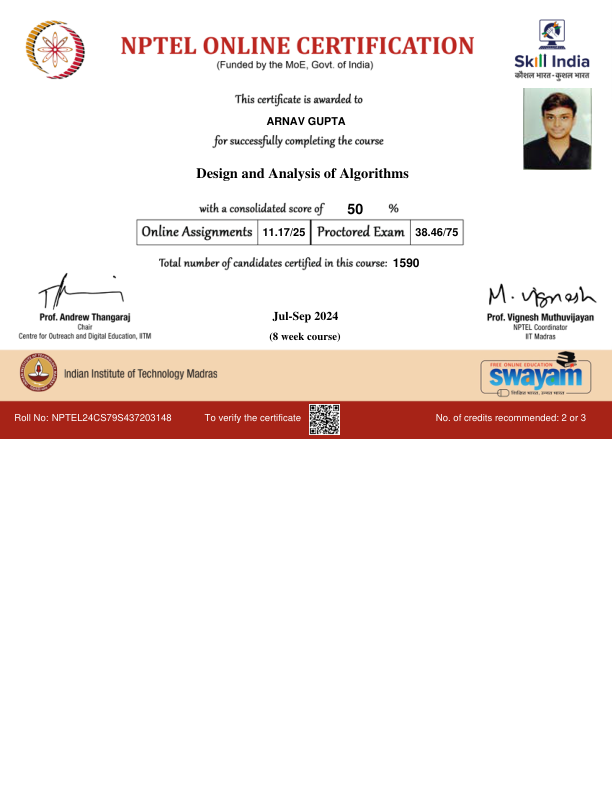 NPTEL ONLINE CERTIFICATION
(Funded by the MoE, Govt. of India)
Skill India
कौशल भारत - कुशल भारत
This certificate is awarded to
ARNAV GUPTA
for successfully completing the course
Design and Analysis of Algorithms
with a consolidated score of 50 %
Online Assignments 11.17/25 Proctored Exam 38.46/75
Total number of candidates certified in this course: 1590
M. Vignesh
Prof. Andrew Thangaraj
Chair
Centre for Outreach and Digital Education, IITM
Jul-Sep 2024
(8 week course)
Prof. Vignesh Muthuvijayan
NPTEL Coordinator
IIT Madras
Indian Institute of Technology Madras
FREE ONLINE EDUCATION
swayam
शिक्षित भारत, उन्नत भारत
Roll No: NPTEL24CS79S437203148 To verify the certificate No. of credits recommended: 2 or 3